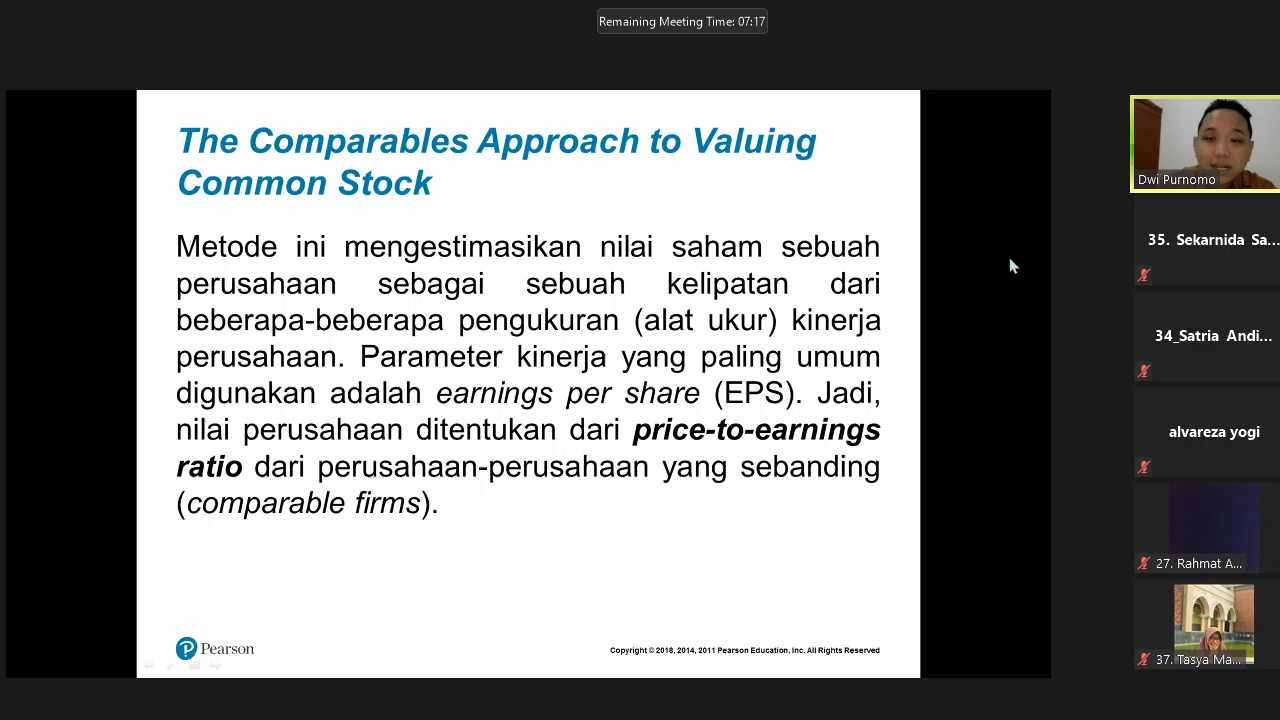 Remaining Meeting Time: 07:17
The Comparables Approach to Valuing
Common Stock
Metode ini mengestimasikan nilai saham sebuah
perusahaan sebagai sebuah kelipatan dari
beberapa-beberapa pengukuran (alat ukur) kinerja
perusahaan. Parameter kinerja yang paling umum
digunakan adalah earnings per share (EPS). Jadi,
nilai perusahaan ditentukan dari price-to-earnings
ratio dari perusahaan-perusahaan yang sebanding
(comparable firms).
Pearson
Copyright © 2018, 2014, 2011 Pearson Education, Inc. All Rights Reserved
Dwi Purnomo
35. Sekarnida Sa...
34_Satria Andi...
alvareza yogi
27. Rahmat A...
37. Tasya Ma...